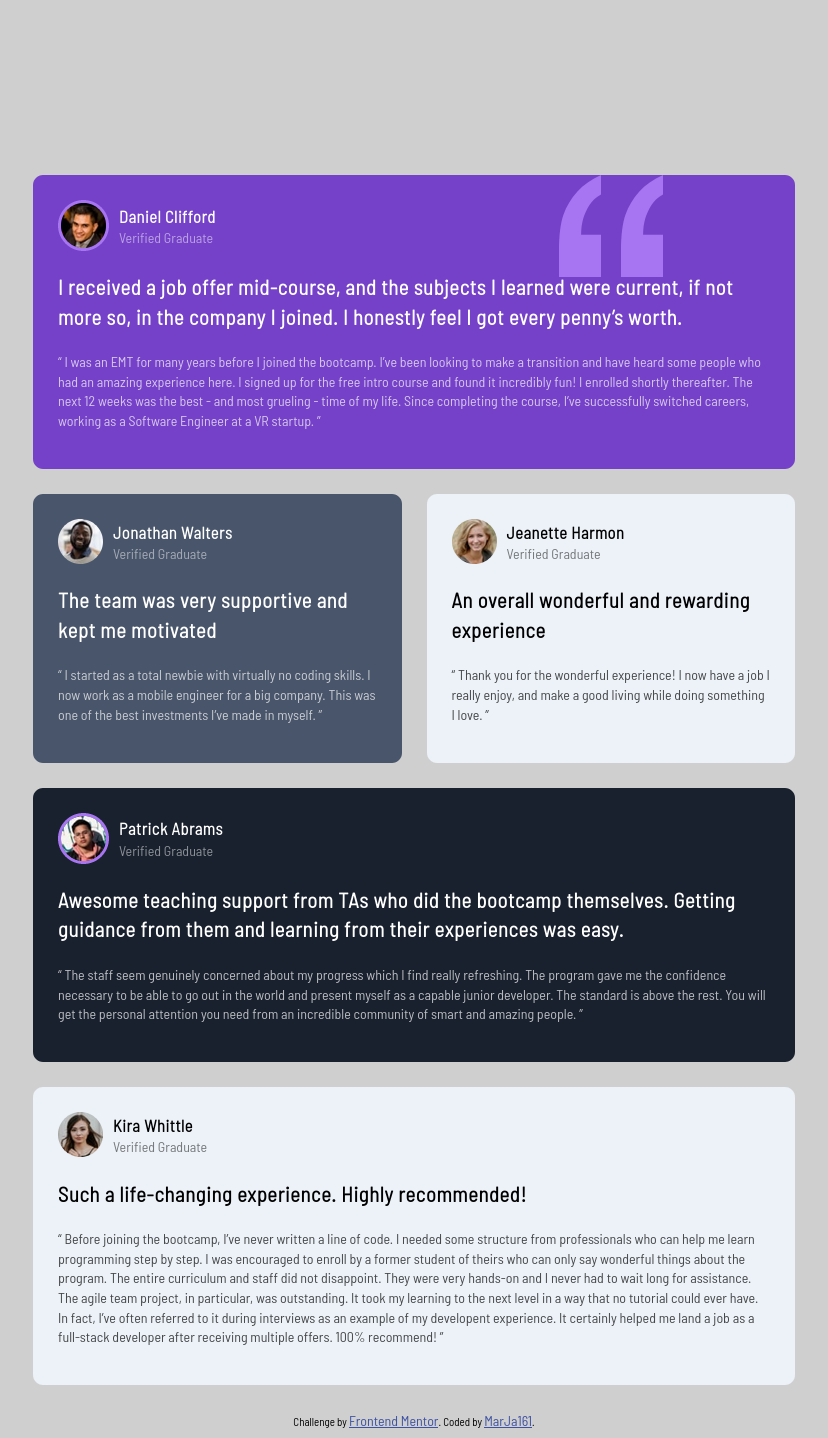 Daniel Clifford
Verified Graduate
I received a job offer mid-course, and the subjects I learned were current, if not
more so, in the company I joined. I honestly feel I got every penny’s worth.
“ I was an EMT for many years before I joined the bootcamp. I’ve been looking to make a transition and have heard some people who
had an amazing experience here. I signed up for the free intro course and found it incredibly fun! I enrolled shortly thereafter. The
next 12 weeks was the best - and most grueling - time of my life. Since completing the course, I’ve successfully switched careers,
working as a Software Engineer at a VR startup. ”
Jonathan Walters
Verified Graduate
The team was very supportive and
kept me motivated
“ I started as a total newbie with virtually no coding skills. I
now work as a mobile engineer for a big company. This was
one of the best investments I’ve made in myself. ”
Jeanette Harmon
Verified Graduate
An overall wonderful and rewarding
experience
“ Thank you for the wonderful experience! I now have a job I
really enjoy, and make a good living while doing something
I love. ”
Patrick Abrams
Verified Graduate
Awesome teaching support from TAs who did the bootcamp themselves. Getting
guidance from them and learning from their experiences was easy.
“ The staff seem genuinely concerned about my progress which I find really refreshing. The program gave me the confidence
necessary to be able to go out in the world and present myself as a capable junior developer. The standard is above the rest. You will
get the personal attention you need from an incredible community of smart and amazing people. ”
Kira Whittle
Verified Graduate
Such a life-changing experience. Highly recommended!
“ Before joining the bootcamp, I’ve never written a line of code. I needed some structure from professionals who can help me learn
programming step by step. I was encouraged to enroll by a former student of theirs who can only say wonderful things about the
program. The entire curriculum and staff did not disappoint. They were very hands-on and I never had to wait long for assistance.
The agile team project, in particular, was outstanding. It took my learning to the next level in a way that no tutorial could ever have.
In fact, I’ve often referred to it during interviews as an example of my developent experience. It certainly helped me land a job as a
full-stack developer after receiving multiple offers. 100% recommend! ”
Challenge by Frontend Mentor. Coded by MarJa161.